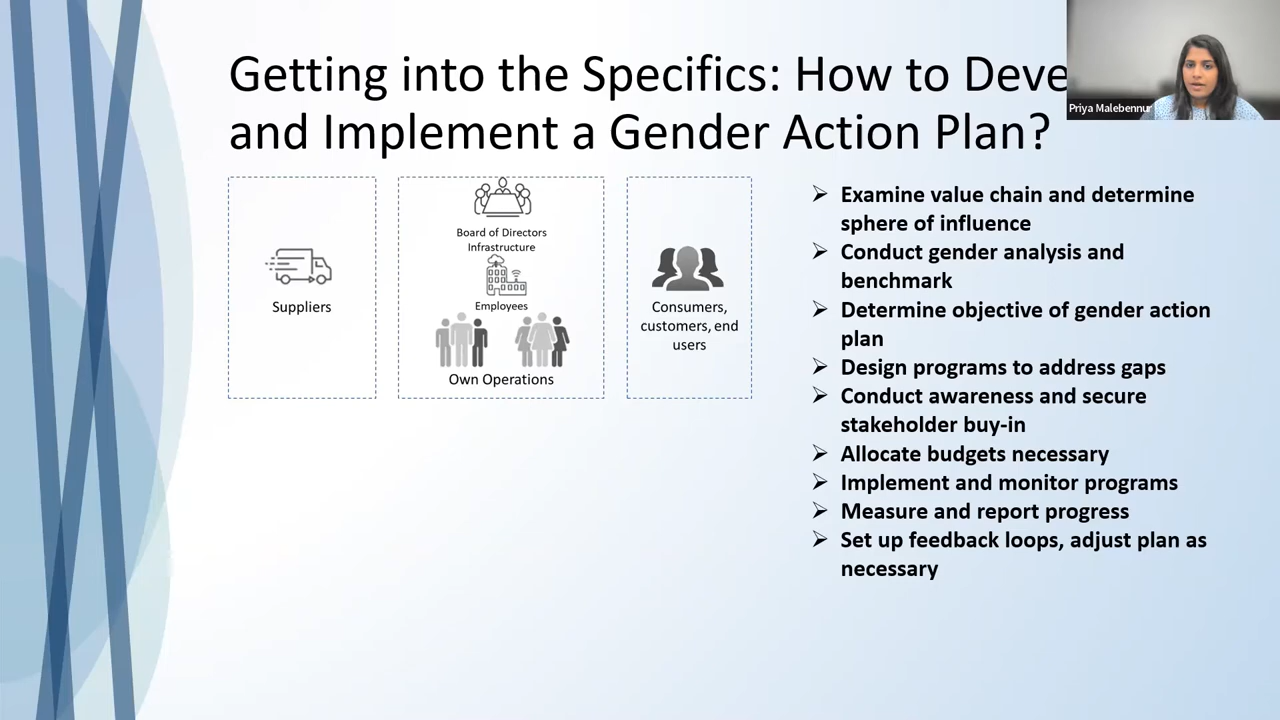 Getting into the Specifics: How to Deve
and Implement a Gender Action Plan?
Priya Malebennur
Suppliers
Board of Directors
Infrastructure
Employees
Own Operations
Consumers,
customers, end
users
Examine value chain and determine
sphere of influence
Conduct gender analysis and
benchmark
Determine objective of gender action
plan
Design programs to address gaps
Conduct awareness and secure
stakeholder buy-in
Allocate budgets necessary
Implement and monitor programs
Measure and report progress
Set up feedback loops, adjust plan as
necessary